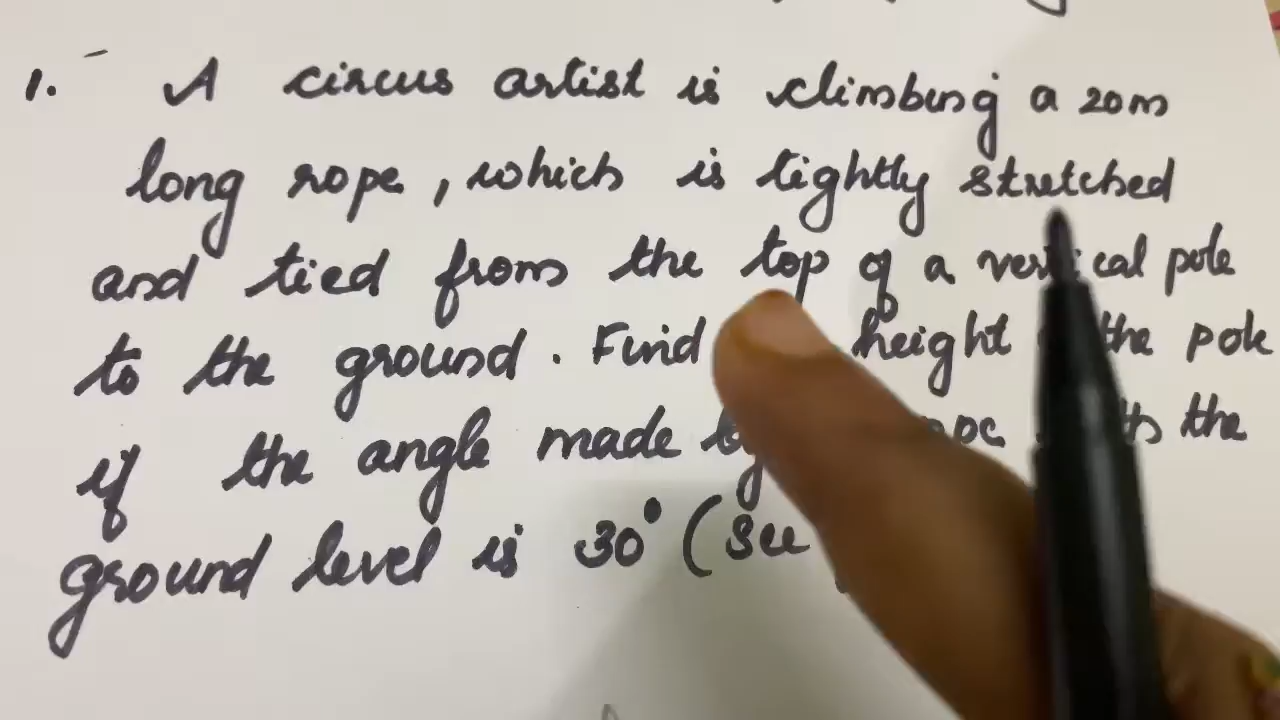 1. A circus artist is climbing a 20m
long rope, which is tightly stretched
and tied from the top of a vertical pole
to the ground. Find height the pole
if the angle made the
ground level is 30° (See